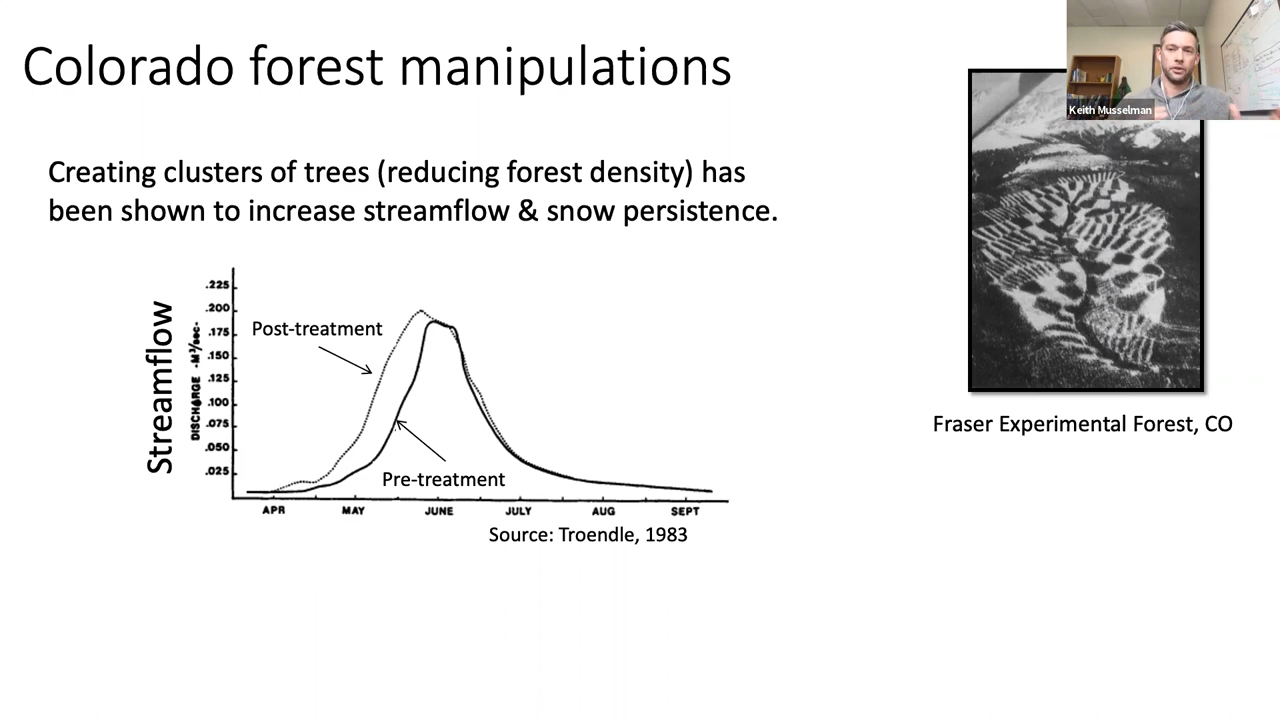 Colorado forest manipulations
Keith Musselman
Creating clusters of trees (reducing forest density) has
been shown to increase streamflow & snow persistence.
Streamflow
DISCHARGE -M³/sec-
.225
.200
.175
.150
.125
.100
.075
.050
.025
Post-treatment
Pre-treatment
APR MAY JUNE JULY AUG SEPT
Source: Troendle, 1983
Fraser Experimental Forest, CO